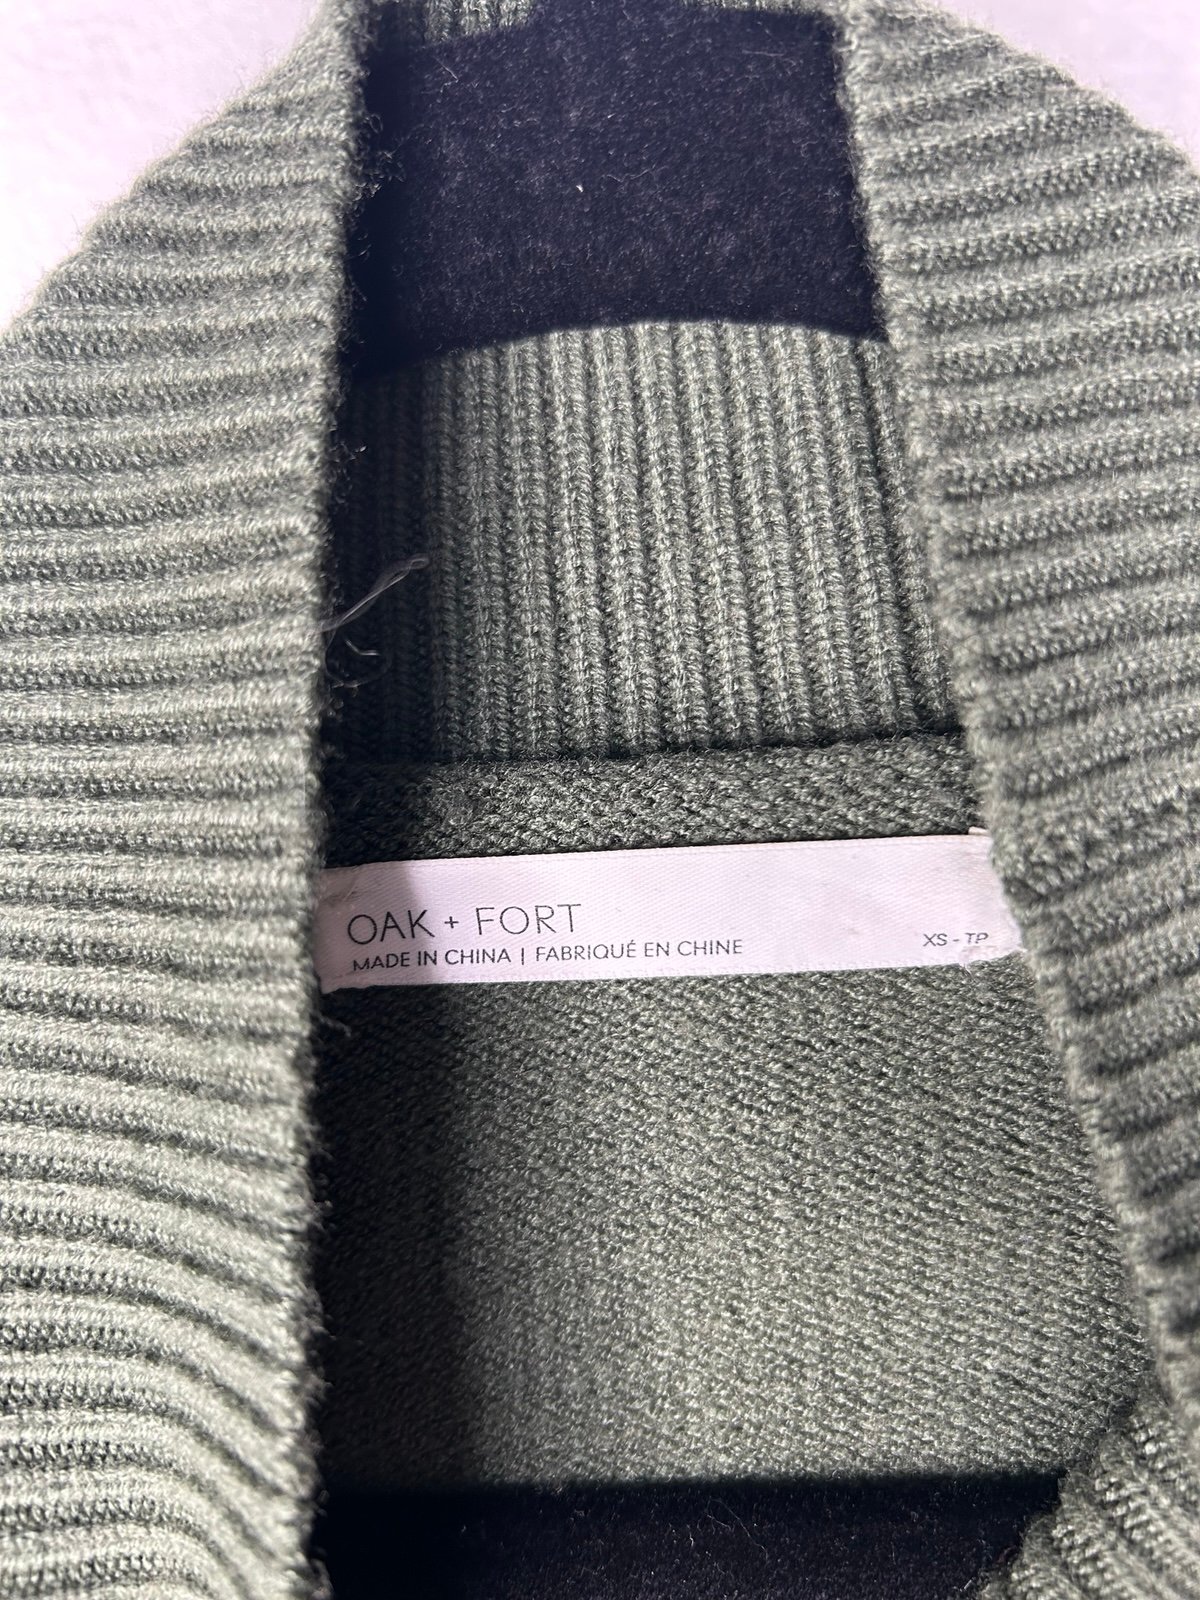 OAK + FORT
MADE IN CHINA | FABRIQUÉ EN CHINE
XS - TP